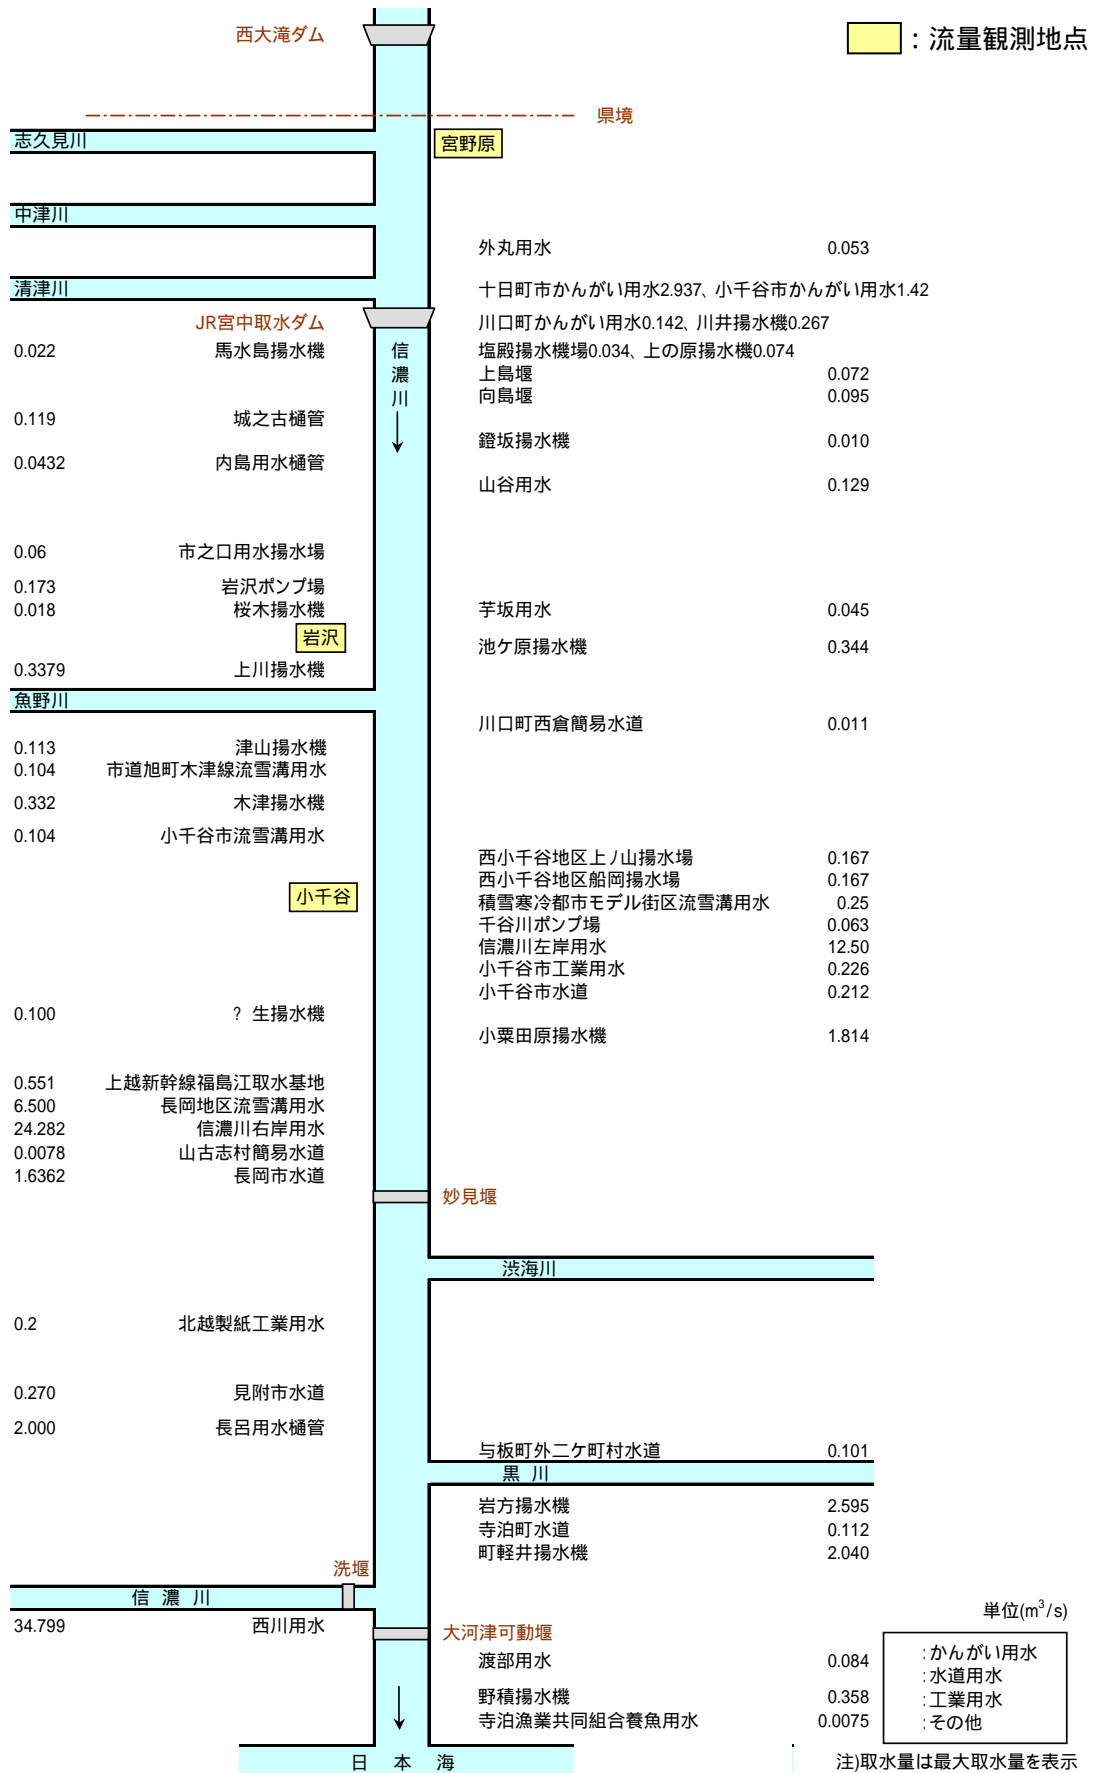 西大滝ダム
：流量観測地点
県境
志久見川
宮野原
中津川
外丸用水 0.053
清津川
十日町市かんがい用水2.937、小千谷市かんがい用水1.42
JR宮中取水ダム
川口町かんがい用水0.142、川井揚水機0.267
0.022 馬水島揚水機
塩殿揚水機場0.034、上の原揚水機0.074
信濃川
上島堰 0.072
向島堰 0.095
0.119 城之古樋管
鐙坂揚水機 0.010
0.0432 内島用水樋管
山谷用水 0.129
0.06 市之口用水揚水場
0.173 岩沢ポンプ場
0.018 桜木揚水機
芋坂用水 0.045
岩沢
池ケ原揚水機 0.344
0.3379 上川揚水機
魚野川
川口町西倉簡易水道 0.011
0.113 津山揚水機
0.104 市道旭町木津線流雪溝用水
0.332 木津揚水機
0.104 小千谷市流雪溝用水
西小千谷地区上ノ山揚水場 0.167
西小千谷地区船岡揚水場 0.167
小千谷
積雪寒冷都市モデル街区流雪溝用水 0.25
千谷川ポンプ場 0.063
信濃川左岸用水 12.50
小千谷市工業用水 0.226
小千谷市水道 0.212
0.100 ？生揚水機
小粟田原揚水機 1.814
0.551 上越新幹線福島江取水基地
6.500 長岡地区流雪溝用水
24.282 信濃川右岸用水
0.0078 山古志村簡易水道
1.6362 長岡市水道
妙見堰
渋海川
0.2 北越製紙工業用水
0.270 見附市水道
2.000 長呂用水樋管
与板町外二ケ町村水道 0.101
黒 川
岩方揚水機 2.595
寺泊町水道 0.112
町軽井揚水機 2.040
洗堰
信 濃 川
34.799 西川用水
大河津可動堰
単位(m³/s)
渡部用水 0.084
野積揚水機 0.358
寺泊漁業共同組合養魚用水 0.0075
:かんがい用水
:水道用水
:工業用水
:その他
日 本 海
注)取水量は最大取水量を表示